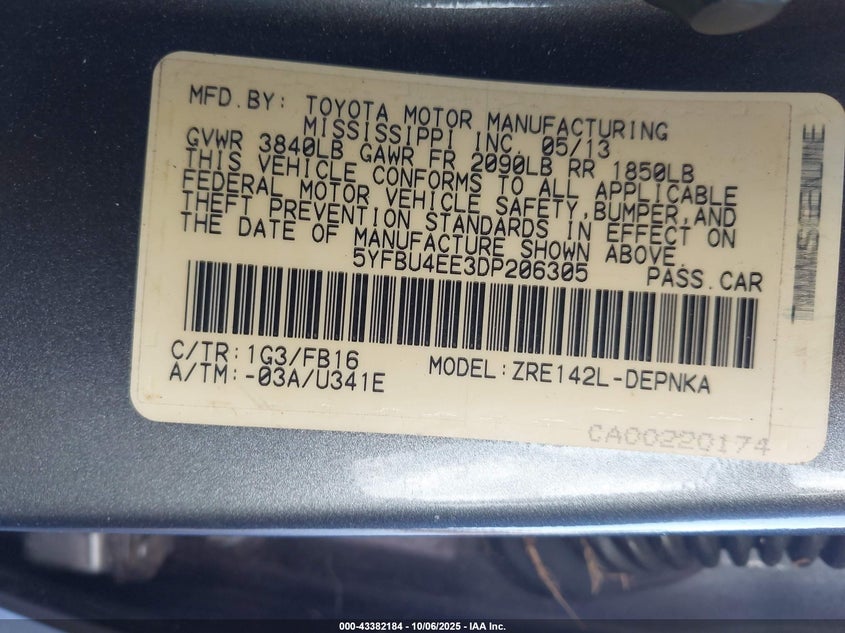 MFD.BY: TOYOTA MOTOR MANUFACTURING
MISSISSIPPI INC. 05/13
GVWR 3840LB GAWR FR 2090LB RR 1850LB
THIS VEHICLE CONFORMS TO ALL APPLICABLE
FEDERAL MOTOR VEHICLE SAFETY,BUMPER,AND
THEFT PREVENTION STANDARDS IN EFFECT ON
THE DATE OF MANUFACTURE SHOWN ABOVE.
5YFBU4EE3DP206305 PASS.CAR
C/TR:1G3/FB16
A/TM:-03A/U341E MODEL:ZRE142L-DEPNKA
CA00220174
000-43382184 - 10/06/2025 - IAA Inc.